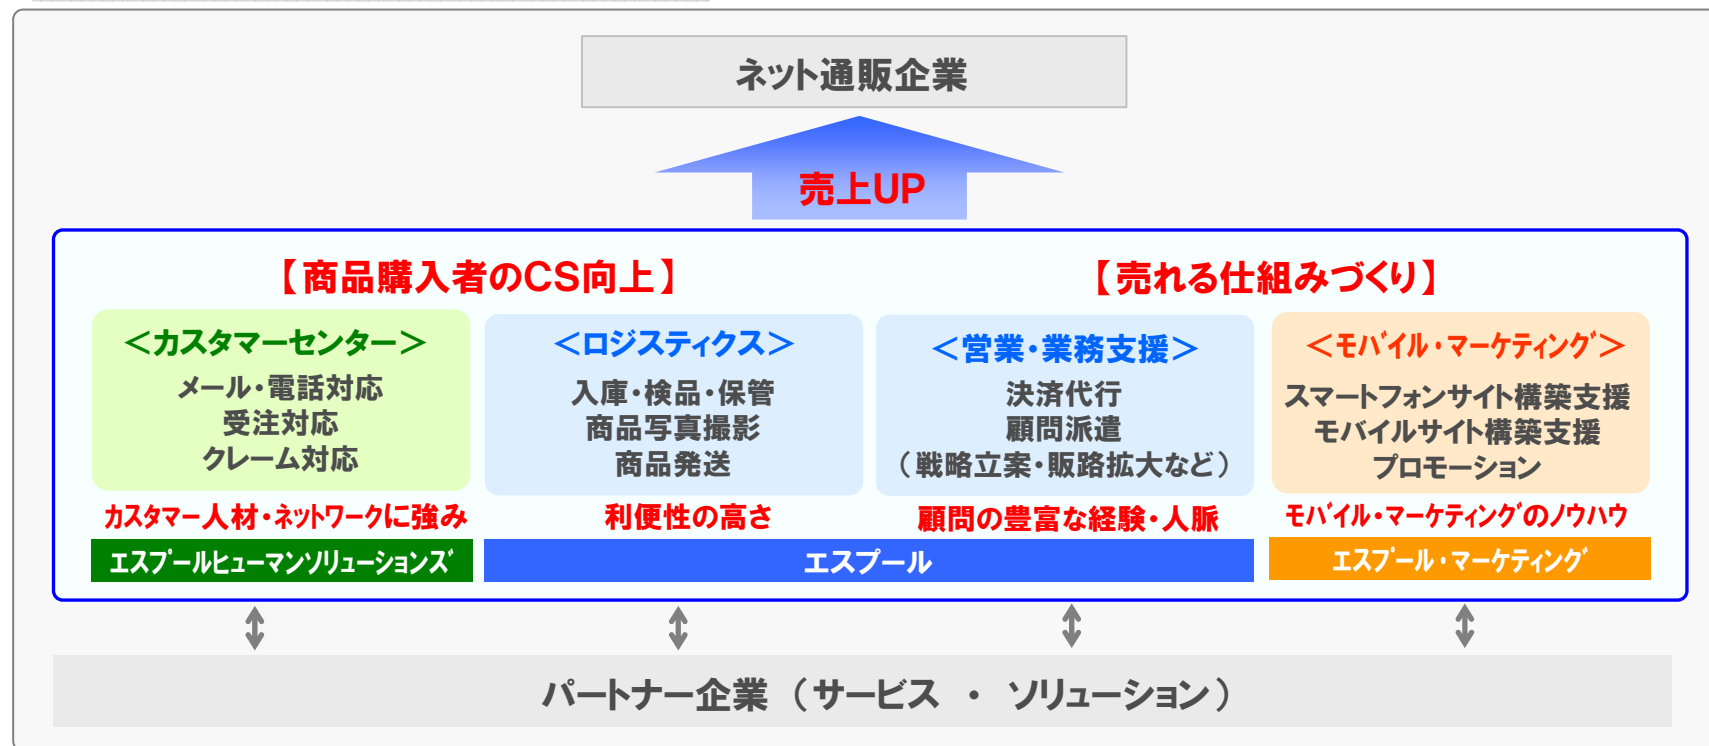 ネット通販企業
売上UP
【商品購入者のCS向上】
【売れる仕組みづくり】
＜カスタマーセンター＞
メール・電話対応
受注対応
クレーム対応
カスタマー人材・ネットワークに強み
エスプールヒューマンソリューションズ
＜ロジスティクス＞
入庫・検品・保管
商品写真撮影
商品発送
利便性の高さ
＜営業・業務支援＞
決済代行
顧問派遣
（戦略立案・販路拡大など）
顧問の豊富な経験・人脈
エスプール
＜モバイル・マーケティング＞
スマートフォンサイト構築支援
モバイルサイト構築支援
プロモーション
モバイル・マーケティングのノウハウ
エスプール・マーケティング
パートナー企業（サービス ・ ソリューション）